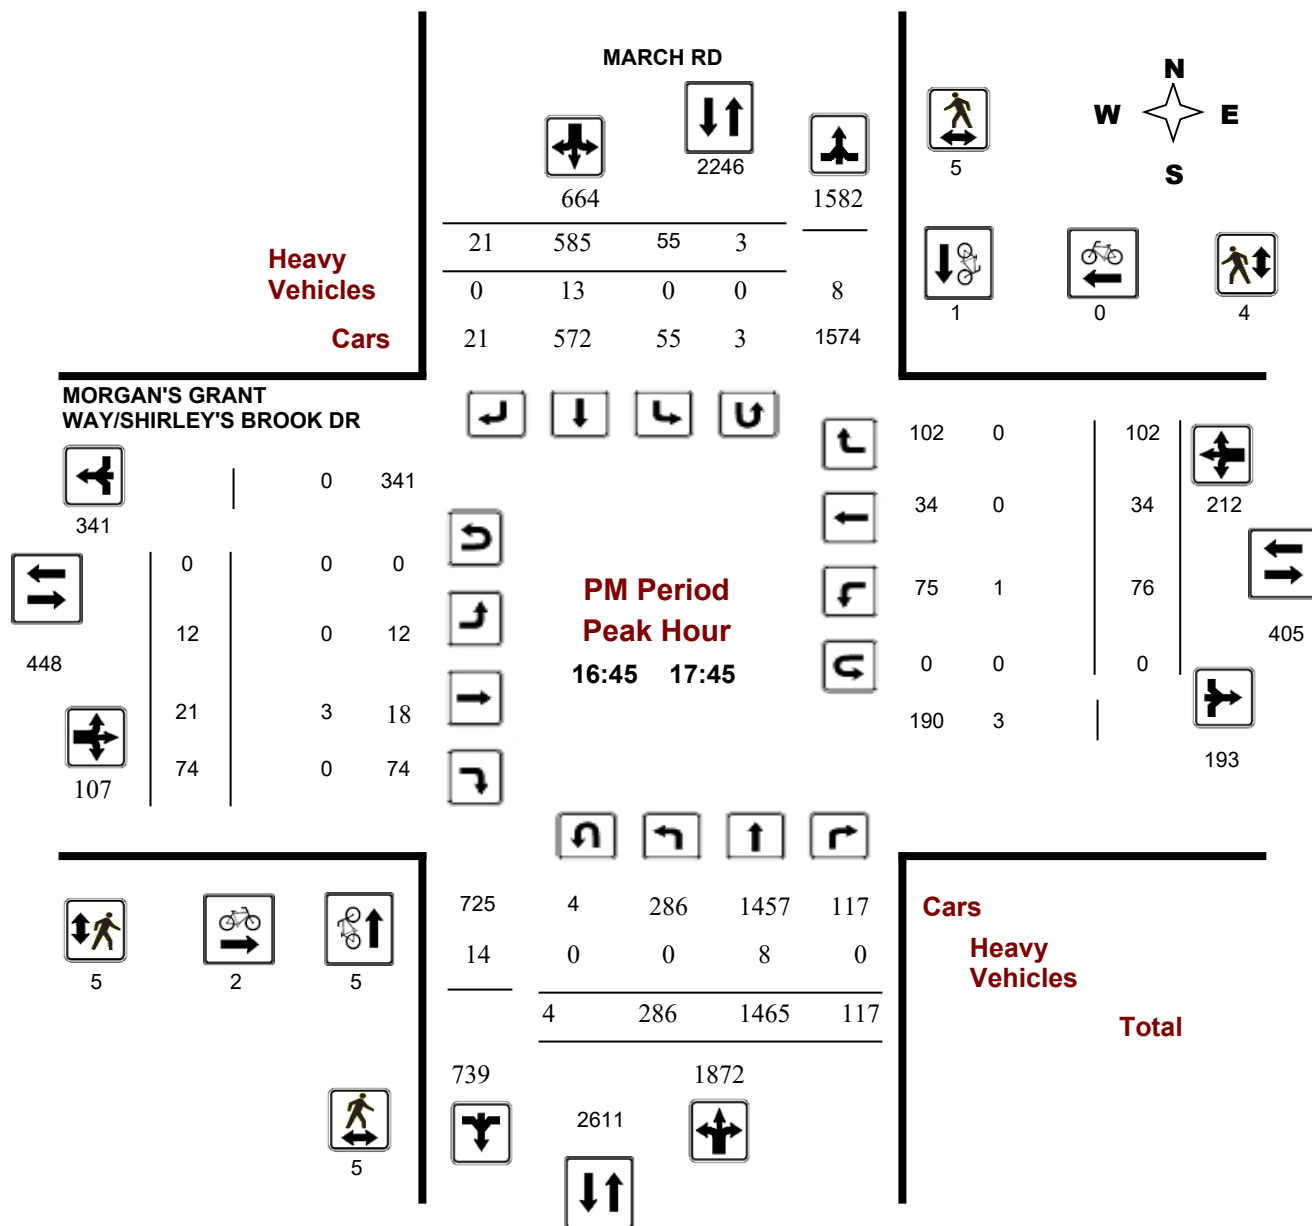 MARCH RD
N
W E
S
2246
5
664 1582
21 585 55 3
Heavy
Vehicles 0 13 0 0 8
1 0 4
Cars 21 572 55 3 1574
MORGAN'S GRANT
WAY/SHIRLEY'S BROOK DR
102 0 102
0 341
341
34 0 34 212
0 0 0
PM Period
75 1 76
12 0 12
Peak Hour
405
448
16:45 17:45
0 0 0
21 3 18
190 3
74 0 74
193
107
725 4 286 1457 117 Cars
14 0 0 8 0 Heavy
Vehicles
5 2 5
4 286 1465 117 Total
739 1872
2611
5